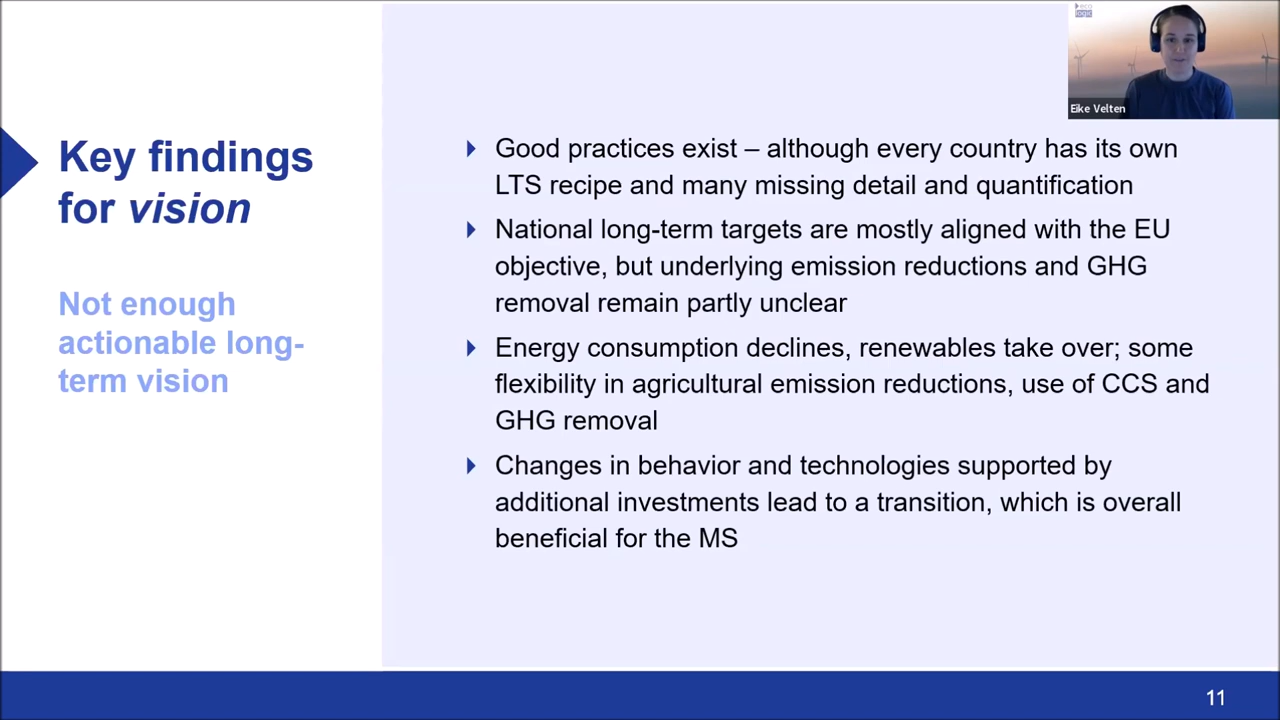 eco
logic
Eike Velten
Key findings
for vision
Not enough
actionable long-
term vision
Good practices exist – although every country has its own
LTS recipe and many missing detail and quantification
National long-term targets are mostly aligned with the EU
objective, but underlying emission reductions and GHG
removal remain partly unclear
Energy consumption declines, renewables take over; some
flexibility in agricultural emission reductions, use of CCS and
GHG removal
Changes in behavior and technologies supported by
additional investments lead to a transition, which is overall
beneficial for the MS
11